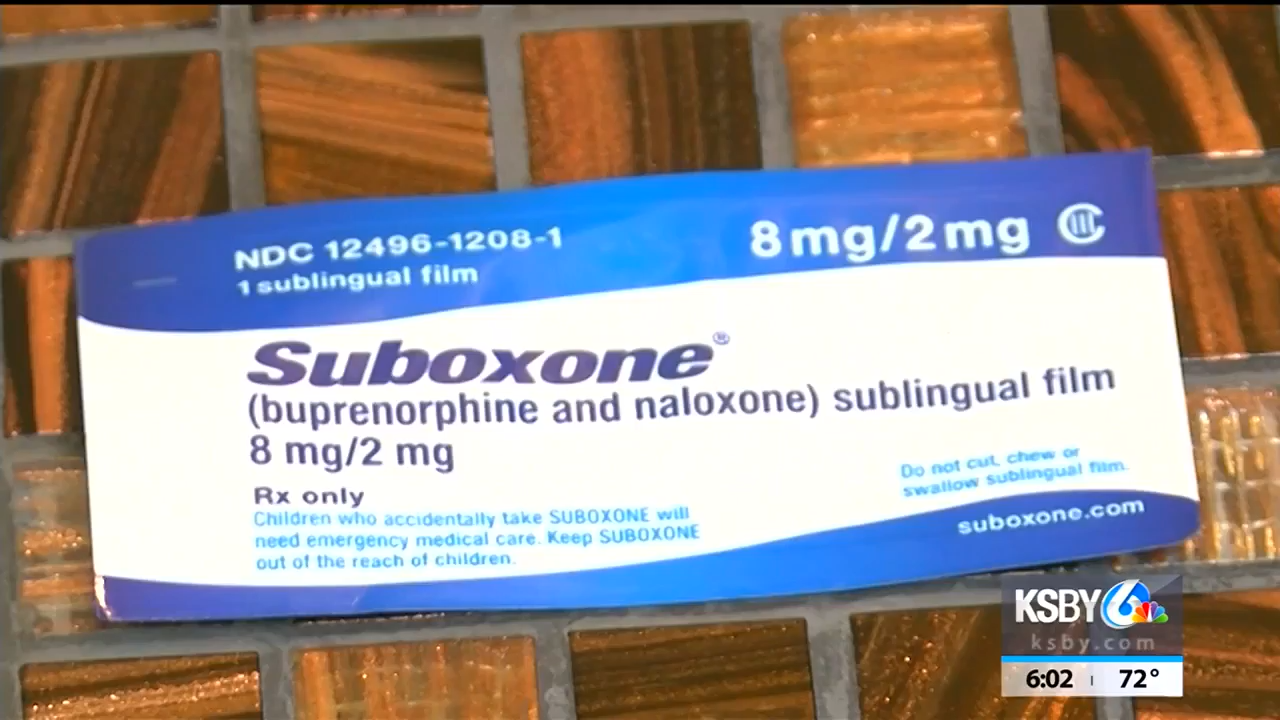 NDC 12496-1208-1
1 sublingual film
8 mg/2 mg CIII
Suboxone®
(buprenorphine and naloxone) sublingual film
8 mg/2 mg
Rx only
Children who accidentally take SUBOXONE will
need emergency medical care. Keep SUBOXONE
out of the reach of children.
Do not cut, chew or
swallow sublingual film.
suboxone.com
KSBY 6
ksby.com
6:02 72°